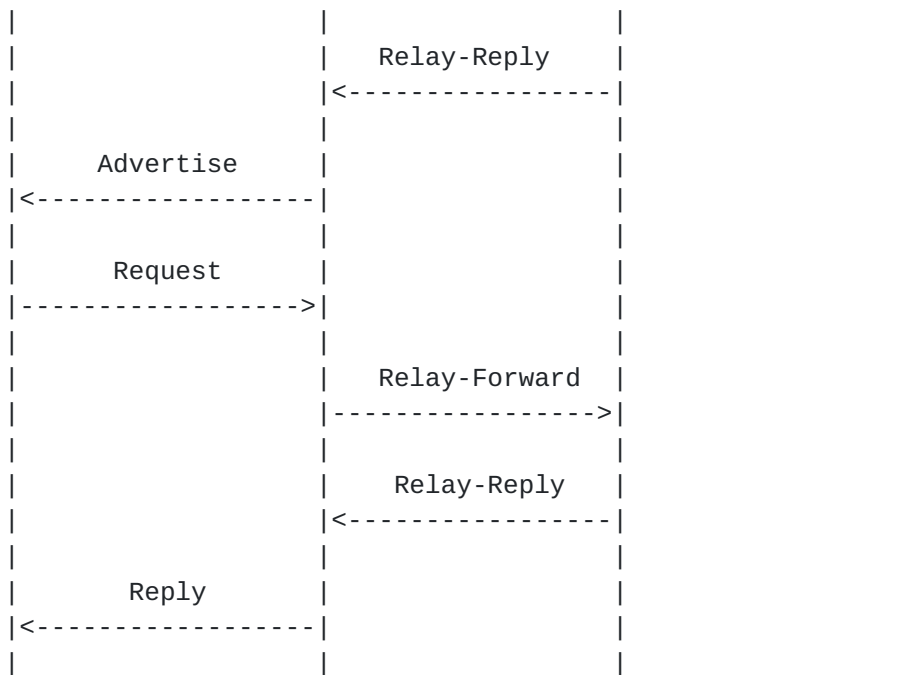 |                   |                  |
|                   |   Relay-Reply    |
|                   |<-----------------|
|                   |                  |
|     Advertise     |                  |
|<------------------|                  |
|                   |                  |
|      Request      |                  |
|------------------>|                  |
|                   |                  |
|                   |   Relay-Forward  |
|                   |----------------->|
|                   |                  |
|                   |    Relay-Reply   |
|                   |<-----------------|
|                   |                  |
|       Reply       |                  |
|<------------------|                  |
|                   |                  |